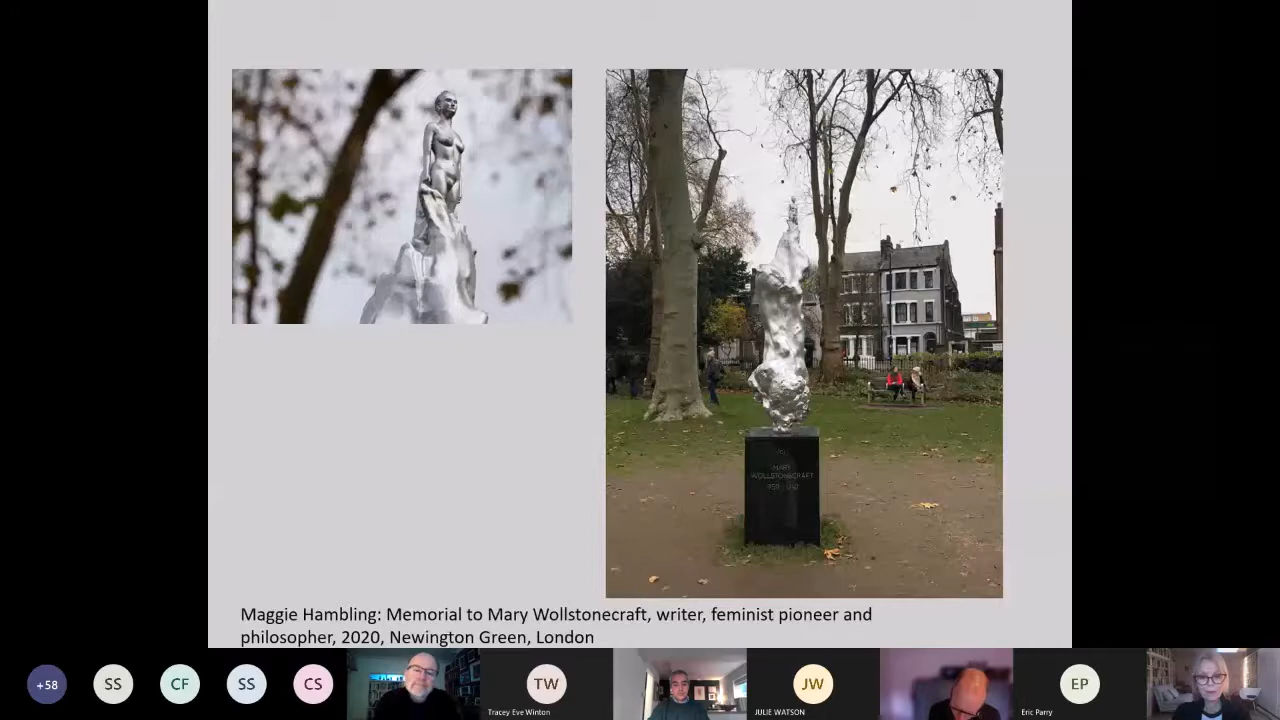 MARY
WOLLSTONECRAFT
Maggie Hambling: Memorial to Mary Wollstonecraft, writer, feminist pioneer and
philosopher, 2020, Newington Green, London
+58
SS
CF
SS
CS
TW
Tracey Eve Winton
JW
JULIE WATSON
EP
Eric Parry